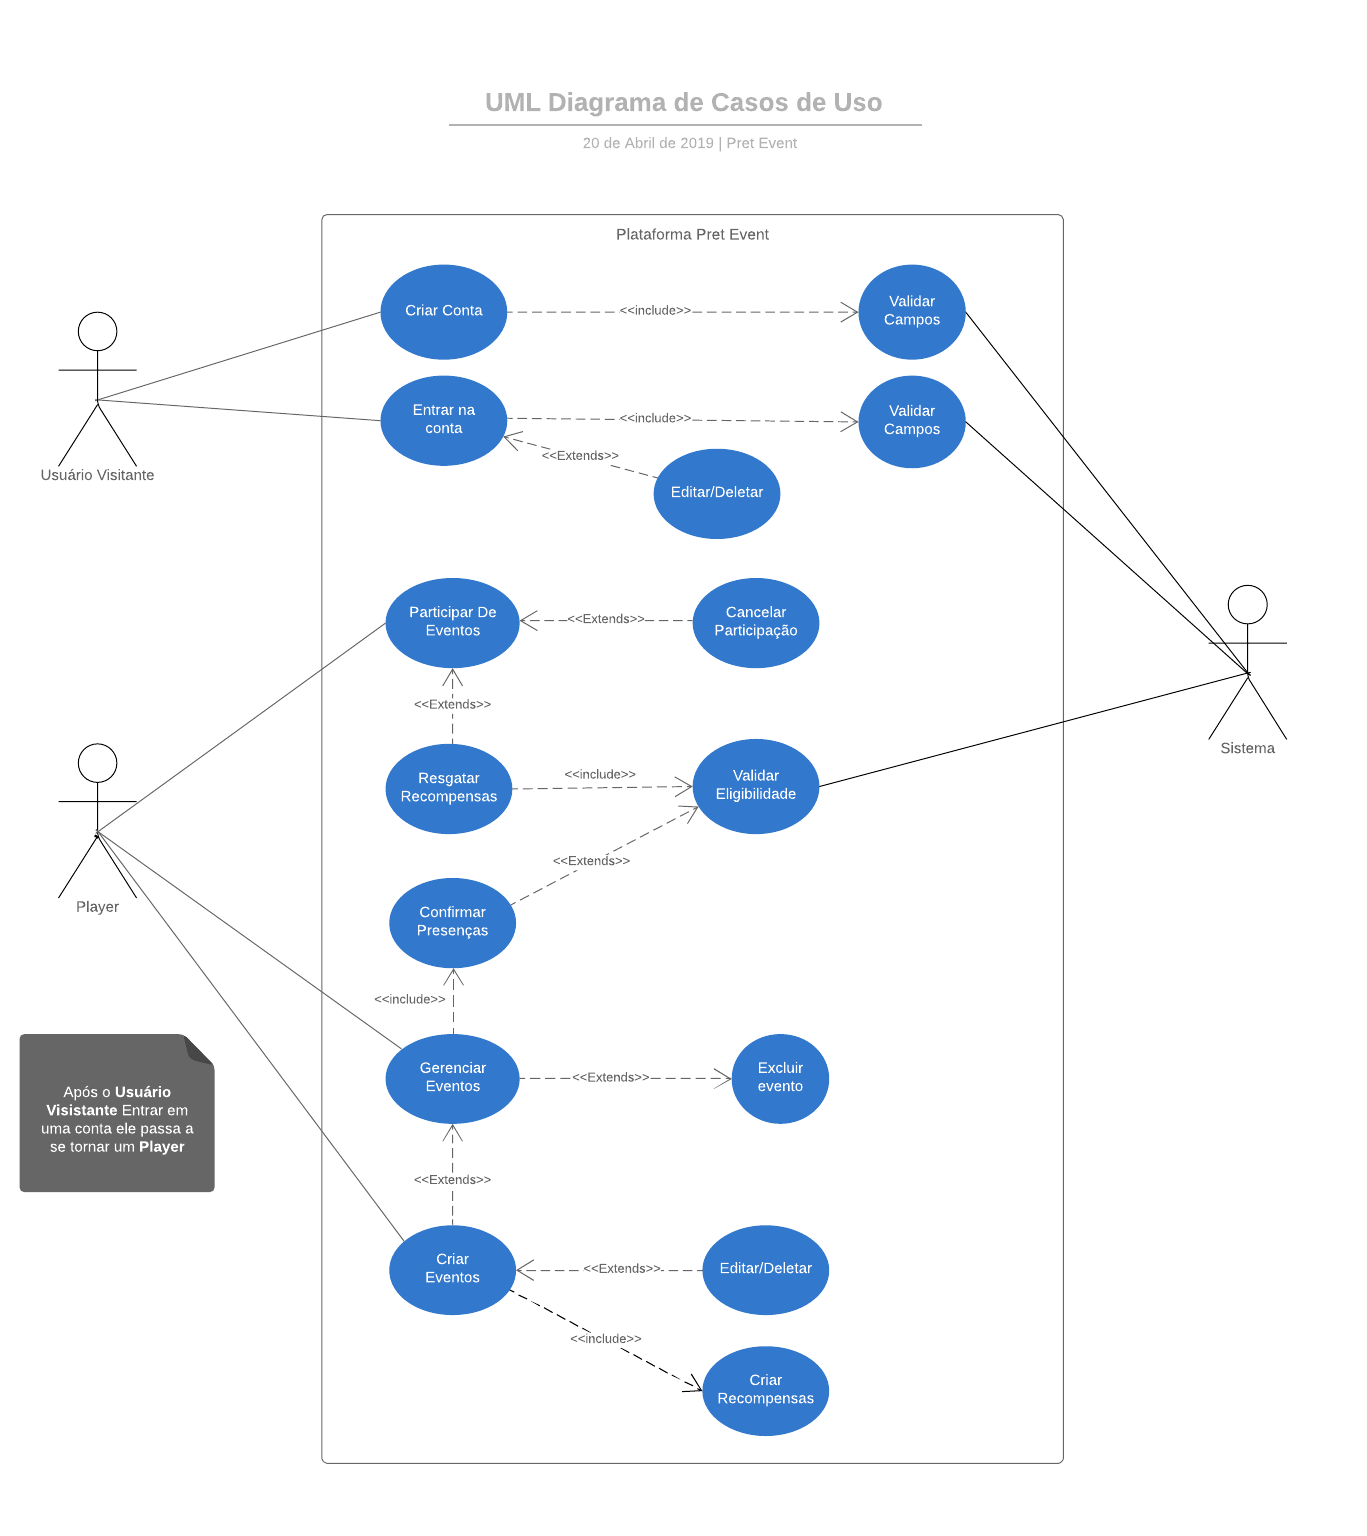 UML Diagrama de Casos de Uso
20 de Abril de 2019 | Pret Event
Plataforma Pret Event
Criar Conta
<<include>>
Validar
Campos
Usuário Visitante
Entrar na
conta
<<include>>
Validar
Campos
<<Extends>>
Editar/Deletar
Participar De
Eventos
<<Extends>>
Cancelar
Participação
<<Extends>>
Sistema
Resgatar
Recompensas
<<include>>
Validar
Eligibilidade
<<Extends>>
Player
Confirmar
Presenças
<<include>>
Gerenciar
Eventos
<<Extends>>
Excluir
evento
Após o Usuário
Visistante Entrar em
uma conta ele passa a
se tornar um Player
<<Extends>>
Criar
Eventos
<<Extends>>
Editar/Deletar
<<include>>
Criar
Recompensas